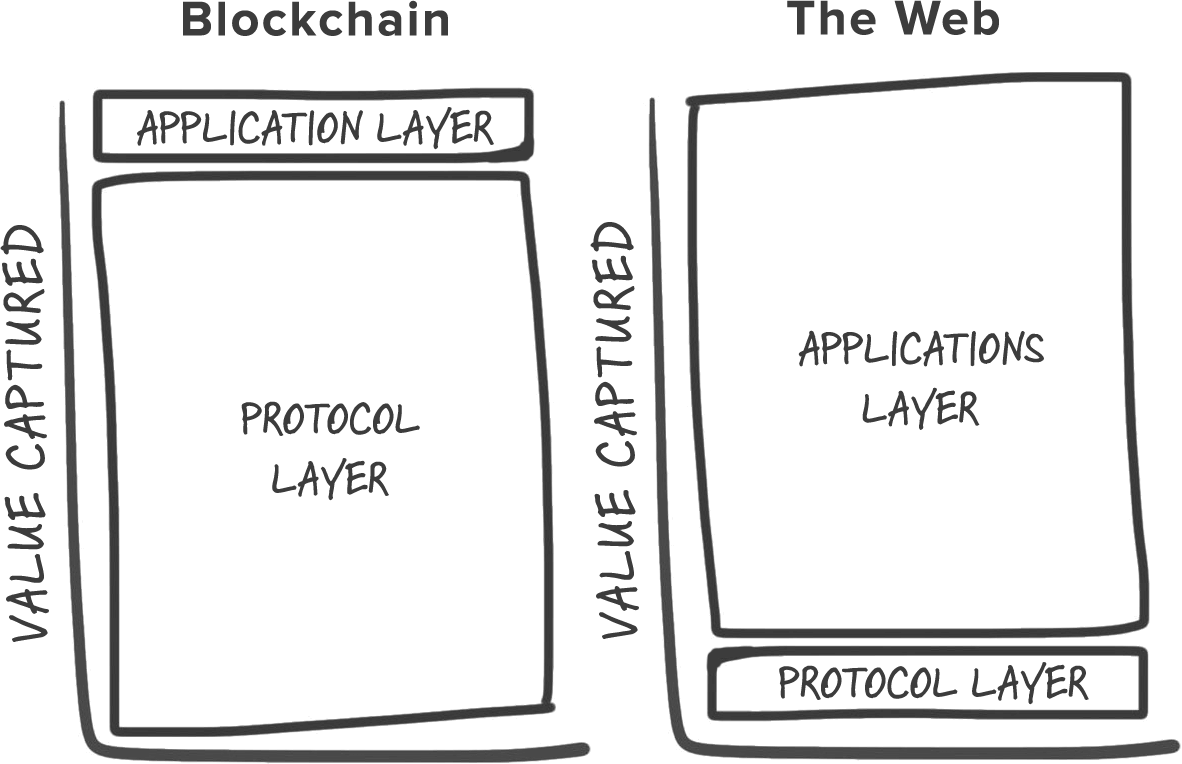 Blockchain
VALUE CAPTURED
APPLICATION LAYER
PROTOCOL
LAYER
The Web
VALUE CAPTURED
APPLICATIONS
LAYER
PROTOCOL LAYER